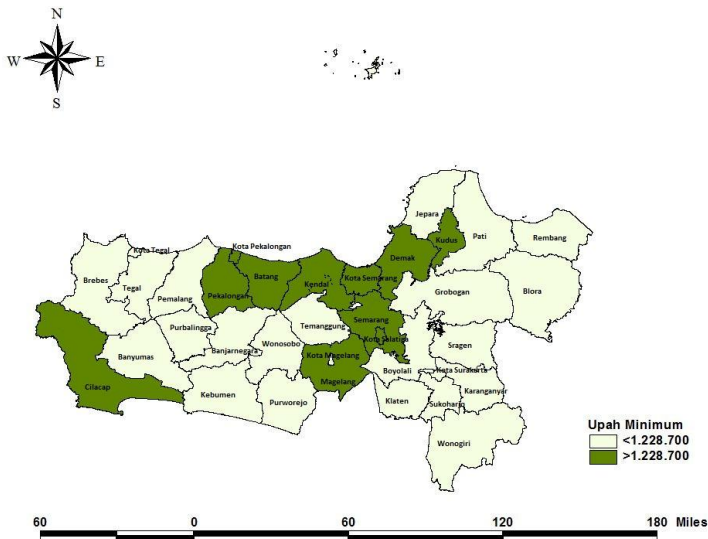 N
W E
S
Jepara
Kudus
Pati
Rembang
Demak
Kota Tegal
Kota Pekalongan
Brebes
Tegal
Pemalang
Pekalongan
Batang
Kendal
Kota Semarang
Grobogan
Blora
Semarang
Purbalingga
Temanggung
Kota Salatiga
Banyumas
Banjarnegara
Wonosobo
Kota Magelang
Sragen
Boyolali
Kota Surakarta
Cilacap
Magelang
Kebumen
Purworejo
Klaten
Karanganyar
Sukoharjo
Wonogiri
Upah Minimum
<1.228.700
>1.228.700
60 0 60 120 180 Miles